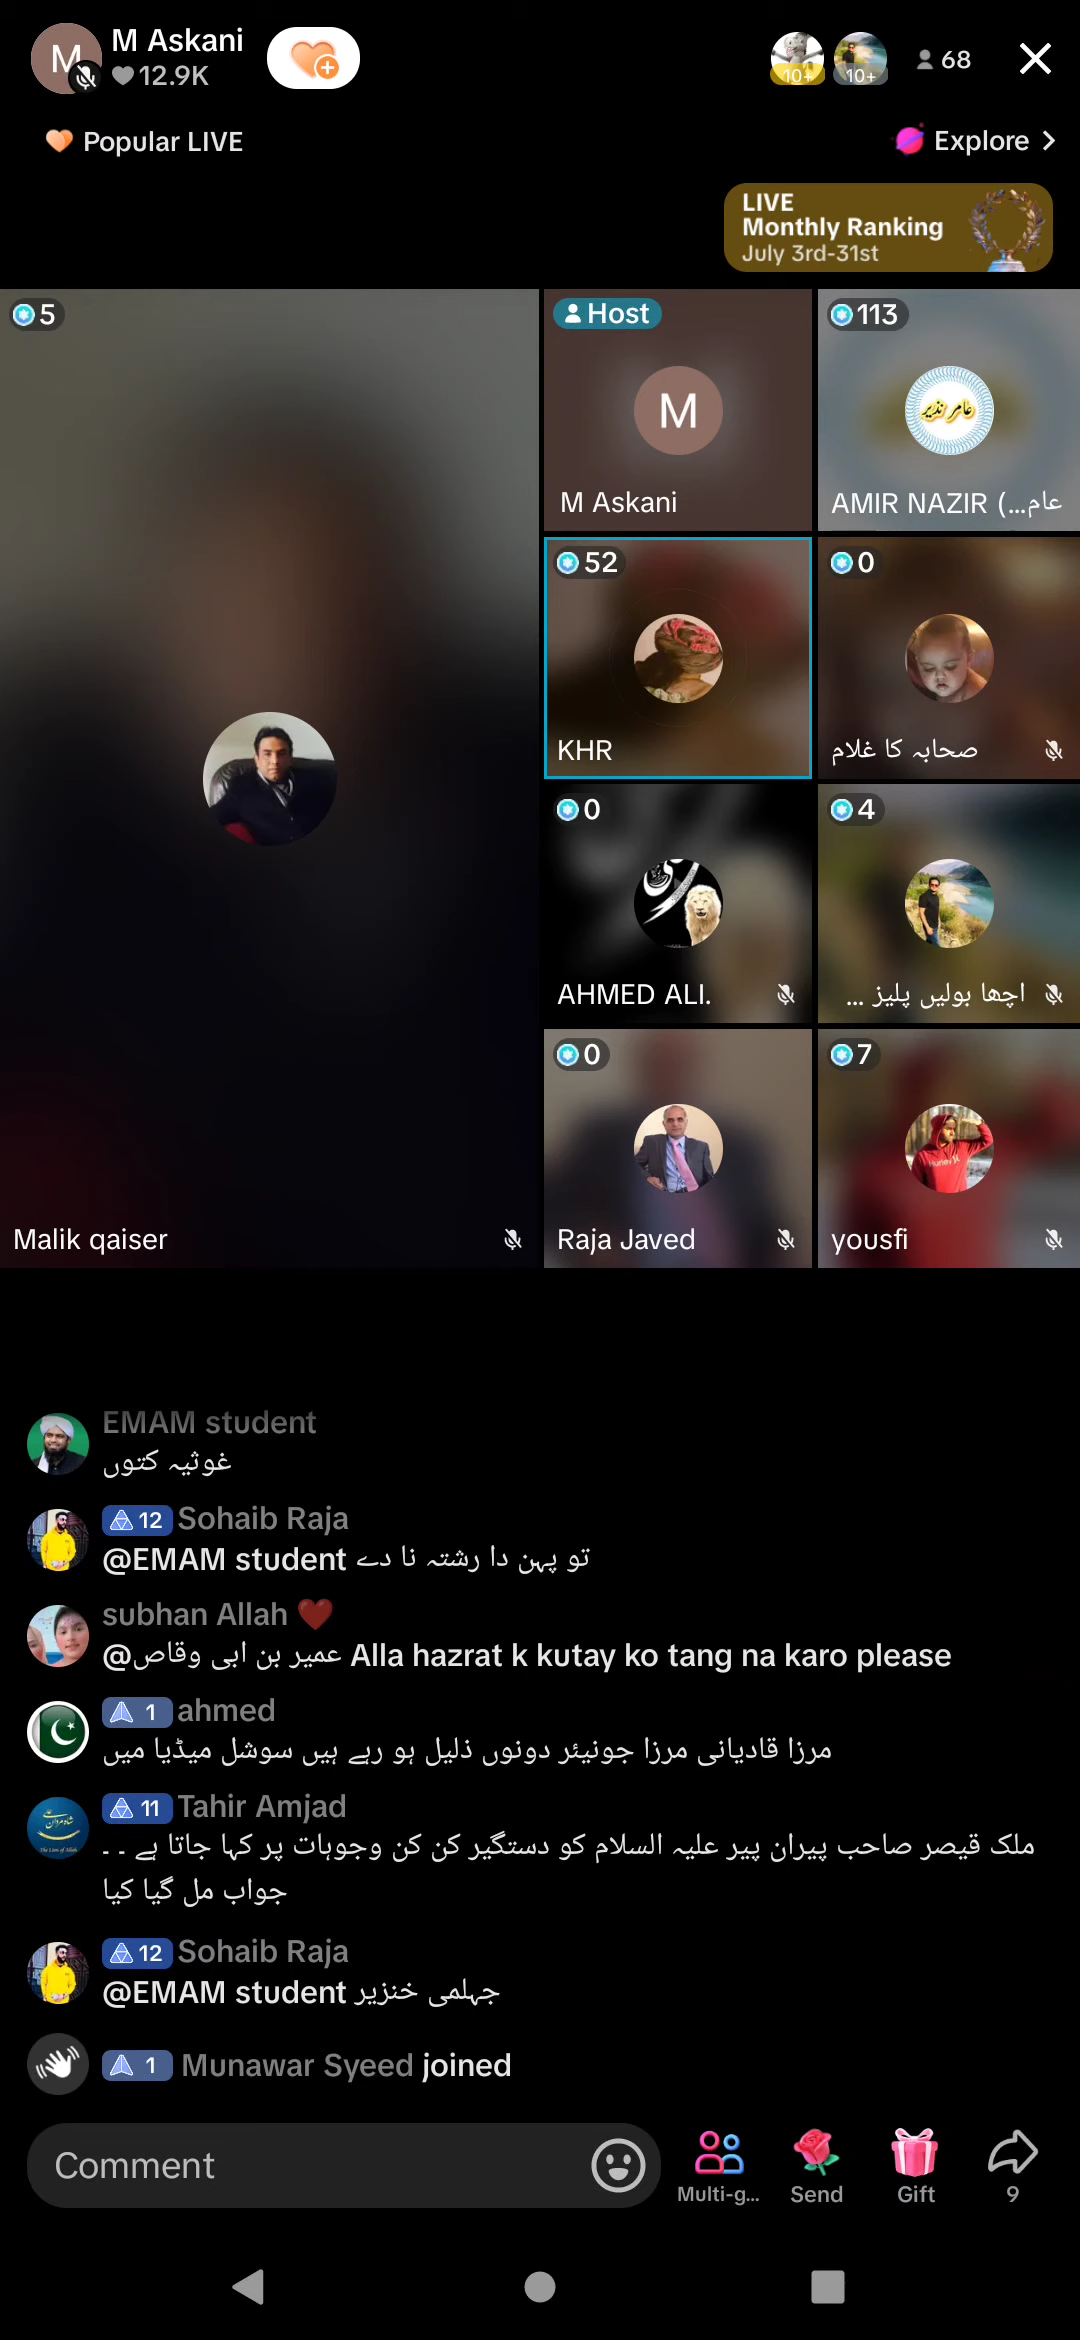 M Askani
12.9K
10+
10+
68
Popular LIVE
Explore
LIVE
Monthly Ranking
July 3rd-31st
5
Malik qaiser
Host
M
M Askani
113
عامر نذیر
AMIR NAZIR (...عام
52
KHR
0
صحابہ کا غلام
0
AHMED ALI.
4
اچھا بولیں پلیز ...
0
Raja Javed
7
yousfi
EMAM student
غوثیہ کتوں
12 Sohaib Raja
@EMAM student تو پہن دا رشتہ نا دے
subhan Allah ❤️
@عمیر بن ابی وقاص Alla hazrat k kutay ko tang na karo please
1 ahmed
مرزا قادیانی مرزا جونیئر دونوں ذلیل ہو رہے ہیں سوشل میڈیا میں
11 Tahir Amjad
ملک قیصر صاحب پیران پیر علیہ السلام کو دستگیر کن کن وجوہات پر کہا جاتا ہے ۔ ۔
جواب مل گیا کیا
12 Sohaib Raja
@EMAM student جہلمی خنزیر
1 Munawar Syeed joined
Comment
Multi-g...
Send
Gift
9